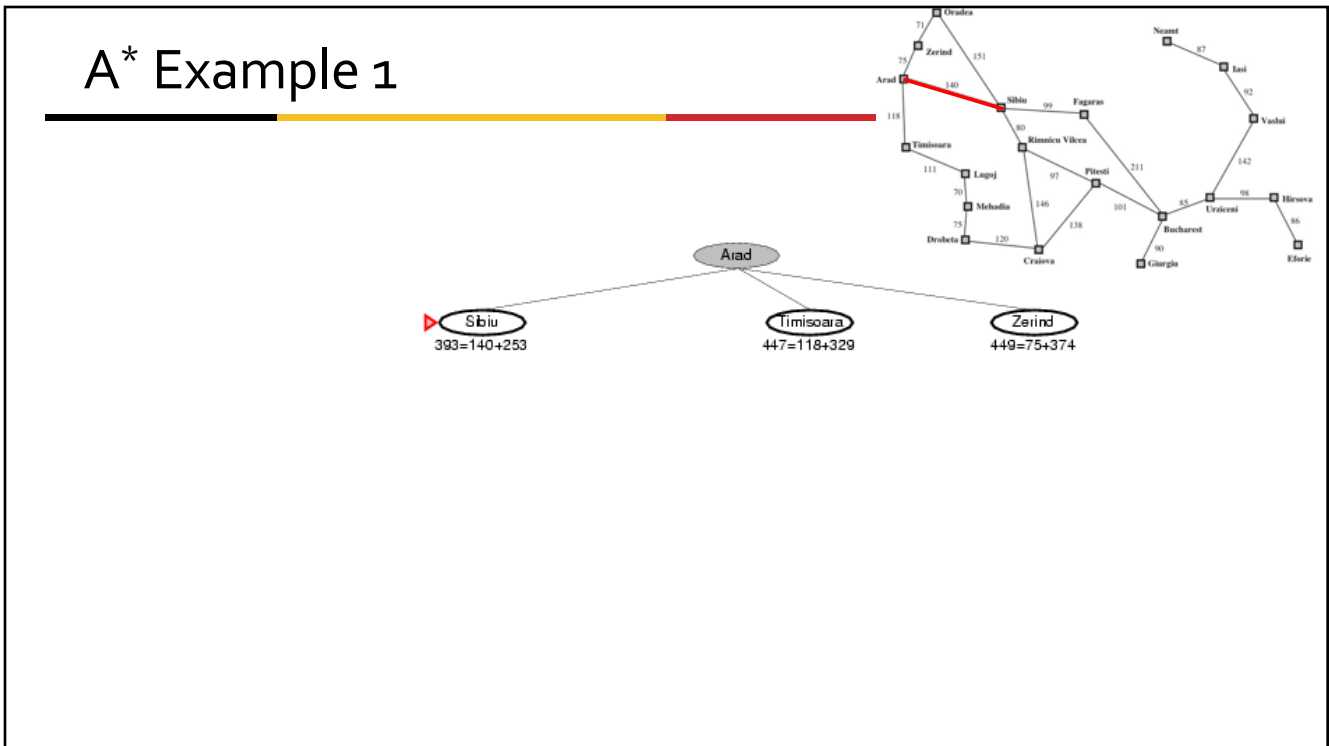 A* Example 1
Oradea
71
Neamt
Zerind
87
75
151
Iasi
Arad
140
92
Sibiu
99
Fagaras
118
80
Vaslui
Timisoara
Rimnicu Vilcea
142
111
Lugoj
97
Pitesti
211
70
98
Hirsova
Mehadia
146
101
85
Urziceni
75
138
86
Bucharest
Drobeta
120
90
Craiova
Giurgiu
Eforie
Arad
Sibiu
Timisoara
Zerind
393=140+253
447=118+329
449=75+374